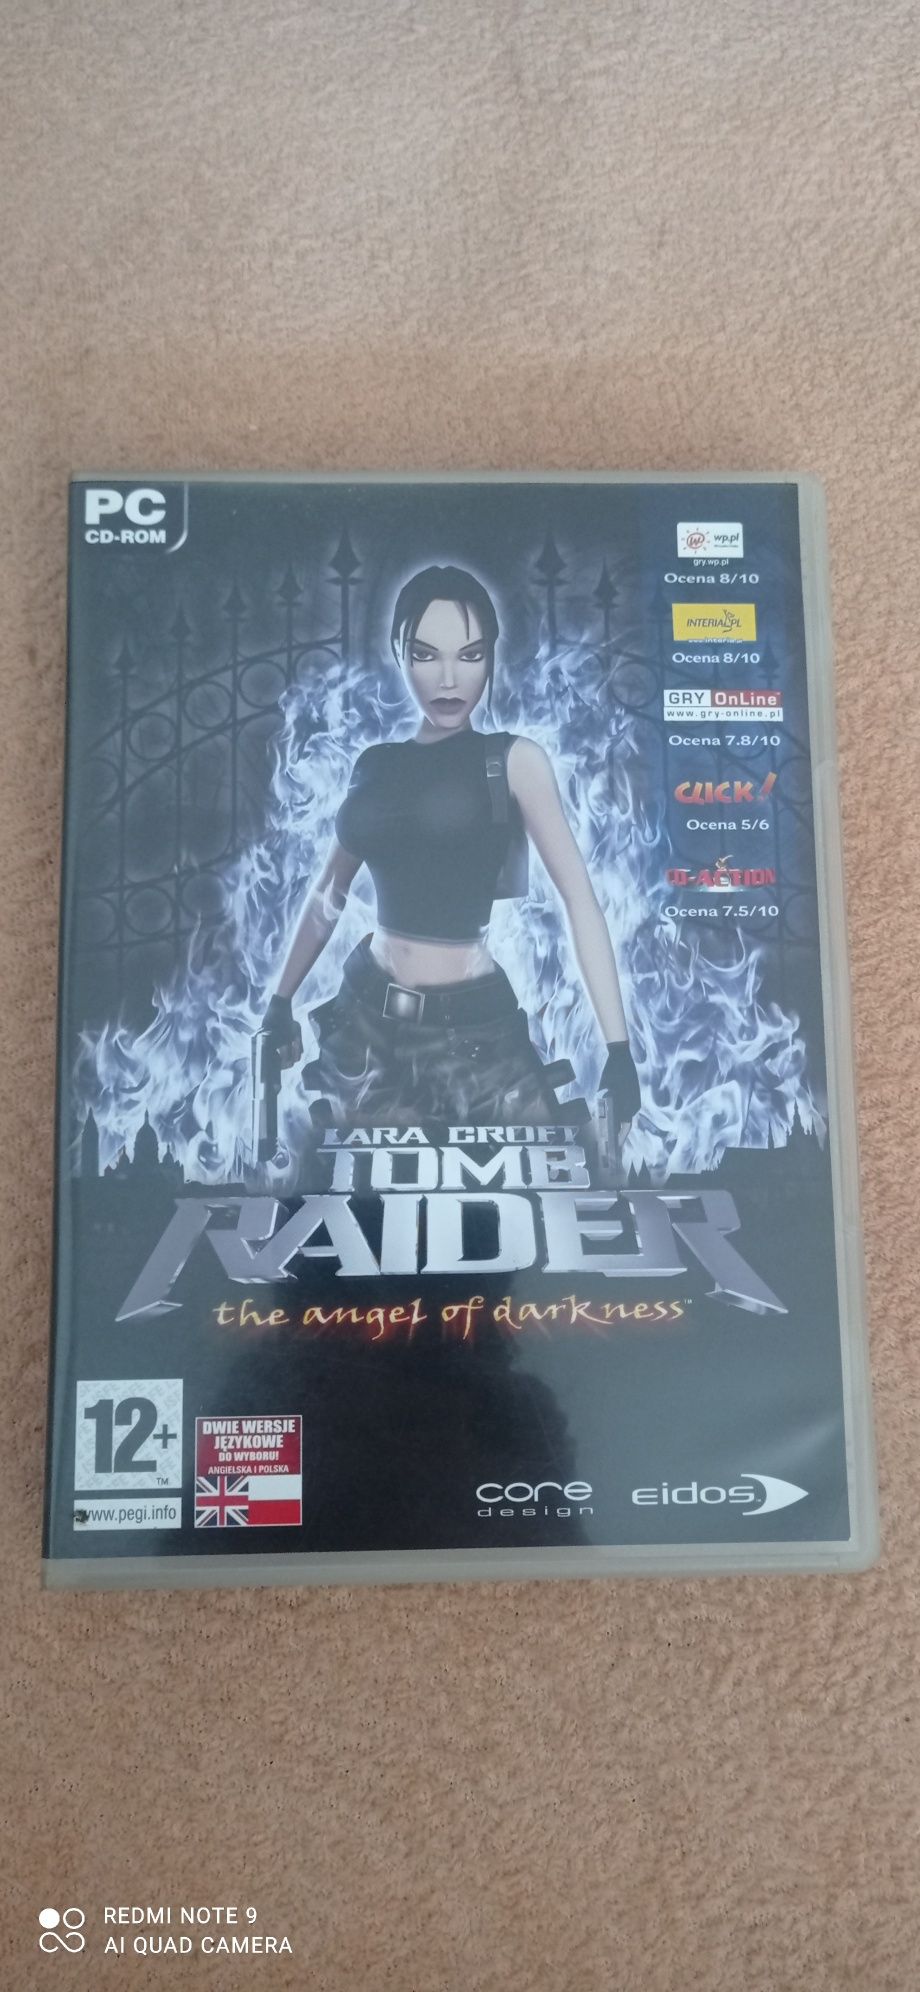 PC
CD-ROM
wp.pl
gry.wp.pl
Ocena 8/10
INTERIA.PL
Ocena 8/10
GRY OnLine
www.gry-online.pl
Ocena 7.8/10
CLICK!
Ocena 5/6
CD-ACTION
Ocena 7.5/10
LARA CROFT
TOMB
RAIDER
the angel of darkness™
12+
TM
www.pegi.info
DWIE WERSJE
JĘZYKOWE
DO WYBORU!
ANGIELSKA I POLSKA
core
design
eidos
REDMI NOTE 9
AI QUAD CAMERA